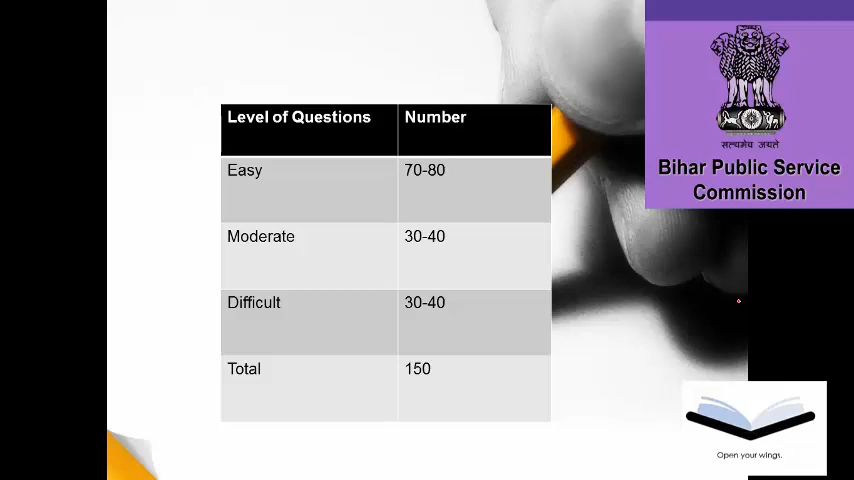 Level of Questions Number
Easy 70-80
Moderate 30-40
Difficult 30-40
Total 150
सत्यमेव जयते
Bihar Public Service
Commission
Open your wings.